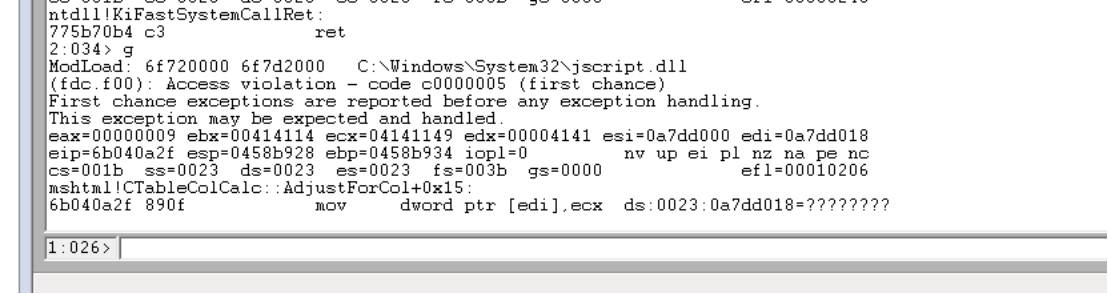 ntdll!KiFastSystemCallRet:
775b70b4 c3 ret
2:034> g
ModLoad: 6f720000 6f7d2000 C:\Windows\System32\jscript.dll
(fdc.f00): Access violation - code c0000005 (first chance)
First chance exceptions are reported before any exception handling.
This exception may be expected and handled.
eax=00000009 ebx=00414114 ecx=04141149 edx=00004141 esi=0a7dd000 edi=0a7dd018
eip=6b040a2f esp=0458b928 ebp=0458b934 iopl=0 nv up ei pl nz na pe nc
cs=001b ss=0023 ds=0023 es=0023 fs=003b gs=0000 efl=00010206
mshtml!CTableColCalc::AdjustForCol+0x15:
6b040a2f 890f mov dword ptr [edi],ecx ds:0023:0a7dd018=????????
1:026>